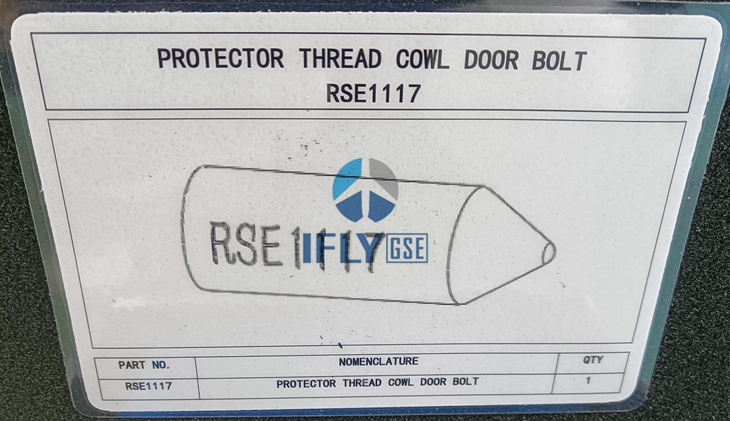 PROTECTOR THREAD COWL DOOR BOLT
RSE1117
RSE1117
IFLY GSE
PART NO. NOMENCLATURE QTY
RSE1117 PROTECTOR THREAD COWL DOOR BOLT 1